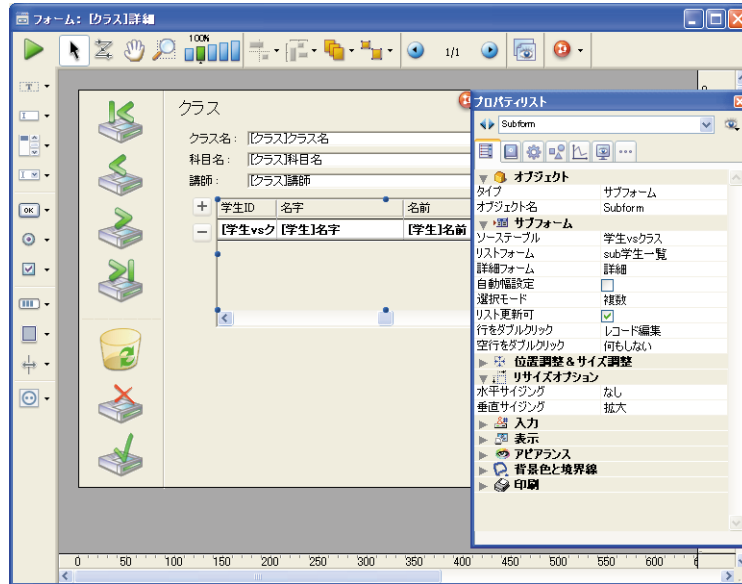 フォーム: [クラス]詳細
100%
1/1
クラス
クラス名: [クラス]クラス名
科目名: [クラス]科目名
講師: [クラス]講師
学生ID 名字 名前
[学生vsク [学生]名字 [学生]名前
OK
プロパティリスト
Subform
オブジェクト
タイプ サブフォーム
オブジェクト名 Subform
サブフォーム
ソーステーブル 学生vsクラス
リストフォーム sub学生一覧
詳細フォーム 詳細
自動幅設定
選択モード 複数
リスト更新可
行をダブルクリック レコード編集
空行をダブルクリック 何もしない
位置調整&サイズ調整
リサイズオプション
水平サイジング なし
垂直サイジング 拡大
入力
表示
アピアランス
背景色と境界線
印刷
0 50 100 150 200 250 300 350 400 450 500 550 600